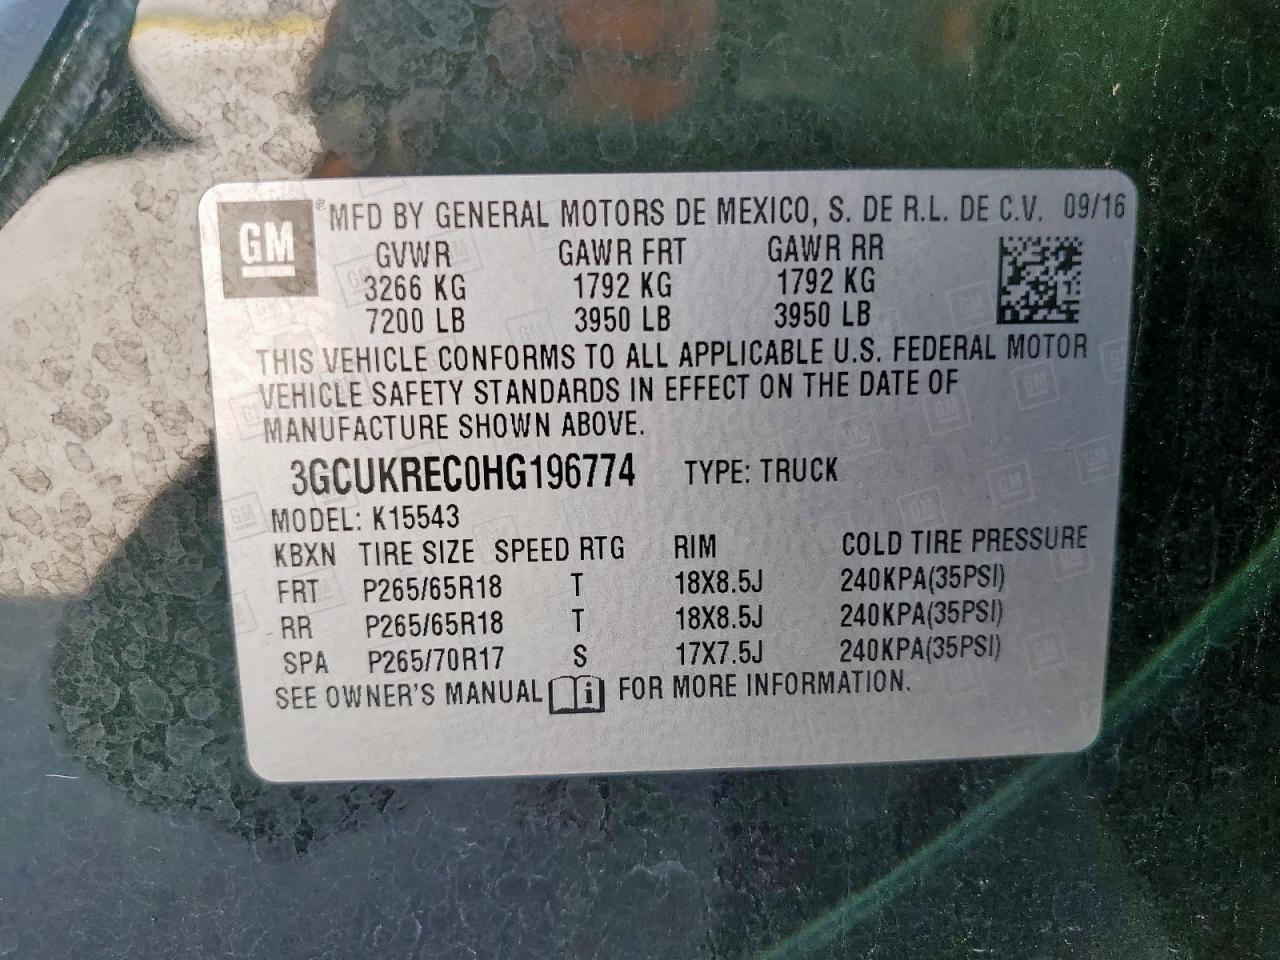 GM ® MFD BY GENERAL MOTORS DE MEXICO, S. DE R.L. DE C.V. 09/16
GVWR GAWR FRT GAWR RR
3266 KG 1792 KG 1792 KG
7200 LB 3950 LB 3950 LB
THIS VEHICLE CONFORMS TO ALL APPLICABLE U.S. FEDERAL MOTOR
VEHICLE SAFETY STANDARDS IN EFFECT ON THE DATE OF
MANUFACTURE SHOWN ABOVE.
3GCUKREC0HG196774 TYPE: TRUCK
MODEL: K15543
KBXN TIRE SIZE SPEED RTG RIM COLD TIRE PRESSURE
FRT P265/65R18 T 18X8.5J 240KPA(35PSI)
RR P265/65R18 T 18X8.5J 240KPA(35PSI)
SPA P265/70R17 S 17X7.5J 240KPA(35PSI)
SEE OWNER'S MANUAL i FOR MORE INFORMATION.